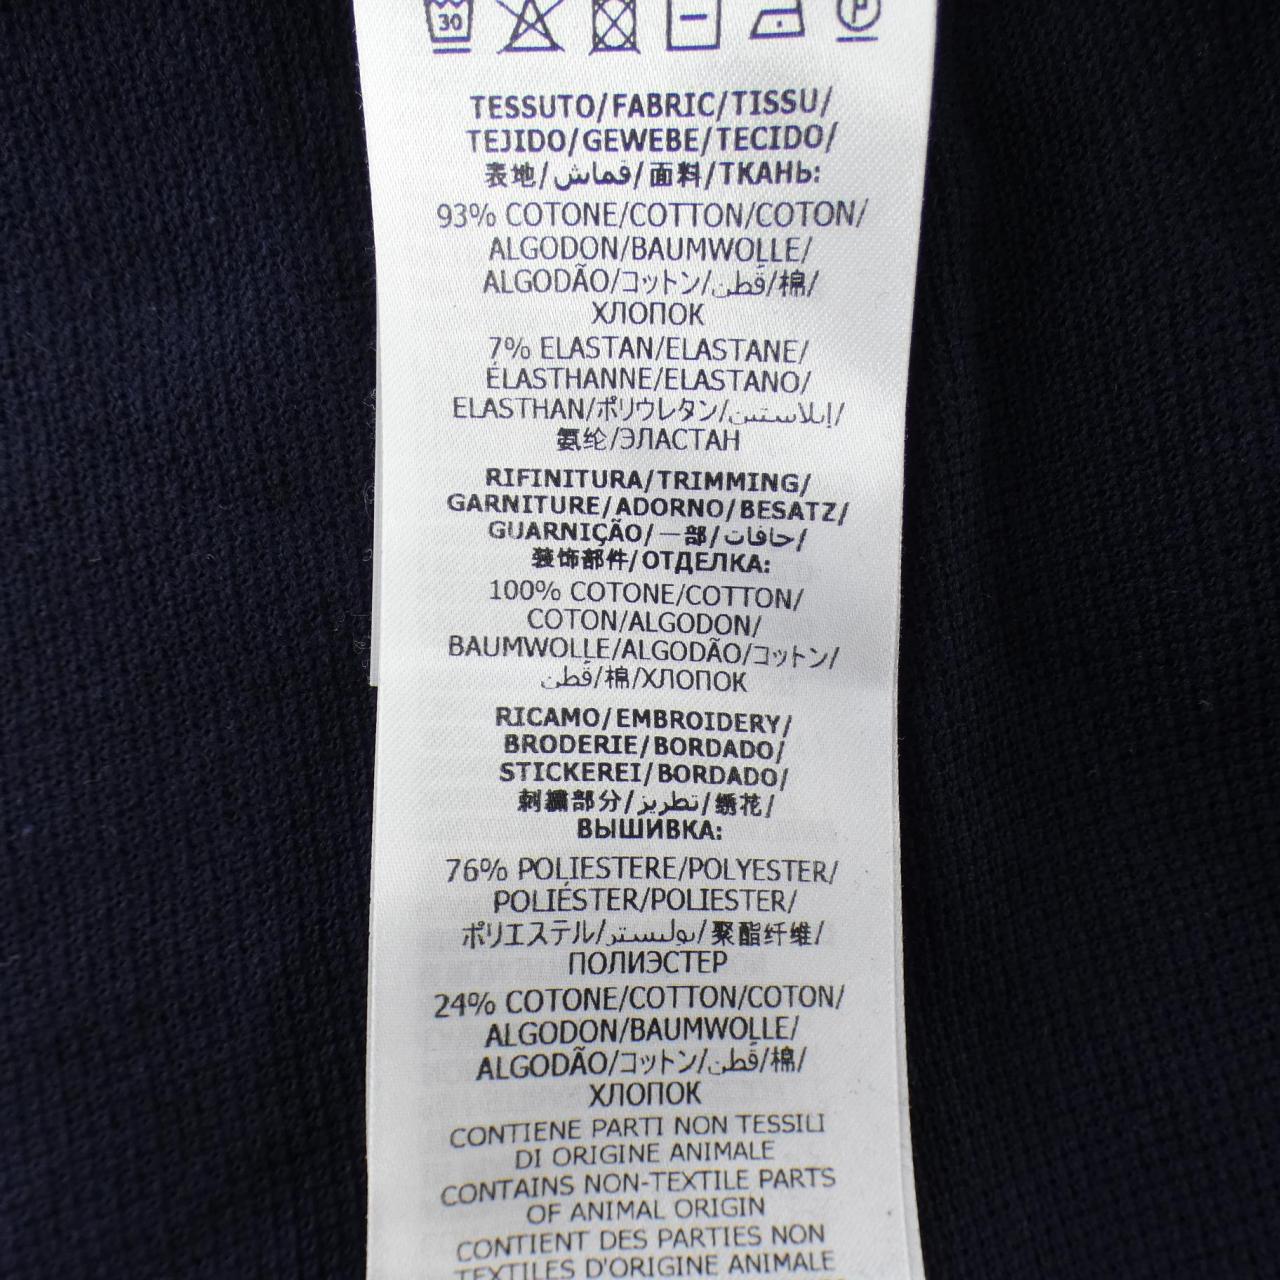 30
P
TESSUTO/FABRIC/TISSU/
TEJIDO/GEWEBE/TECIDO/
表地/قماش/面料/ТКАНЬ:
93% COTONE/COTTON/COTON/
ALGODON/BAUMWOLLE/
ALGODÃO/コットン/قُطن/棉/
ХЛОПОК
7% ELASTAN/ELASTANE/
ÉLASTHANNE/ELASTANO/
ELASTHAN/ポリウレタン/إيلاستين/
氨纶/ЭЛАСТАН
RIFINITURA/TRIMMING/
GARNITURE/ADORNO/BESATZ/
GUARNIÇÃO/一部/حافات/
装饰部件/ОТДЕЛКА:
100% COTONE/COTTON/
COTON/ALGODON/
BAUMWOLLE/ALGODÃO/コットン/
قُطن/棉/ХЛОПОК
RICAMO/EMBROIDERY/
BRODERIE/BORDADO/
STICKEREI/BORDADO/
刺繍部分/تطريز/绣花/
ВЫШИВКА:
76% POLIESTERE/POLYESTER/
POLIÉSTER/POLIESTER/
ポリエステル/بوليستر/聚酯纤维/
ПОЛИЭСТЕР
24% COTONE/COTTON/COTON/
ALGODON/BAUMWOLLE/
ALGODÃO/コットン/قُطن/棉/
ХЛОПОК
CONTIENE PARTI NON TESSILI
DI ORIGINE ANIMALE
CONTAINS NON-TEXTILE PARTS
OF ANIMAL ORIGIN
CONTIENT DES PARTIES NON
TEXTILES D'ORIGINE ANIMALE